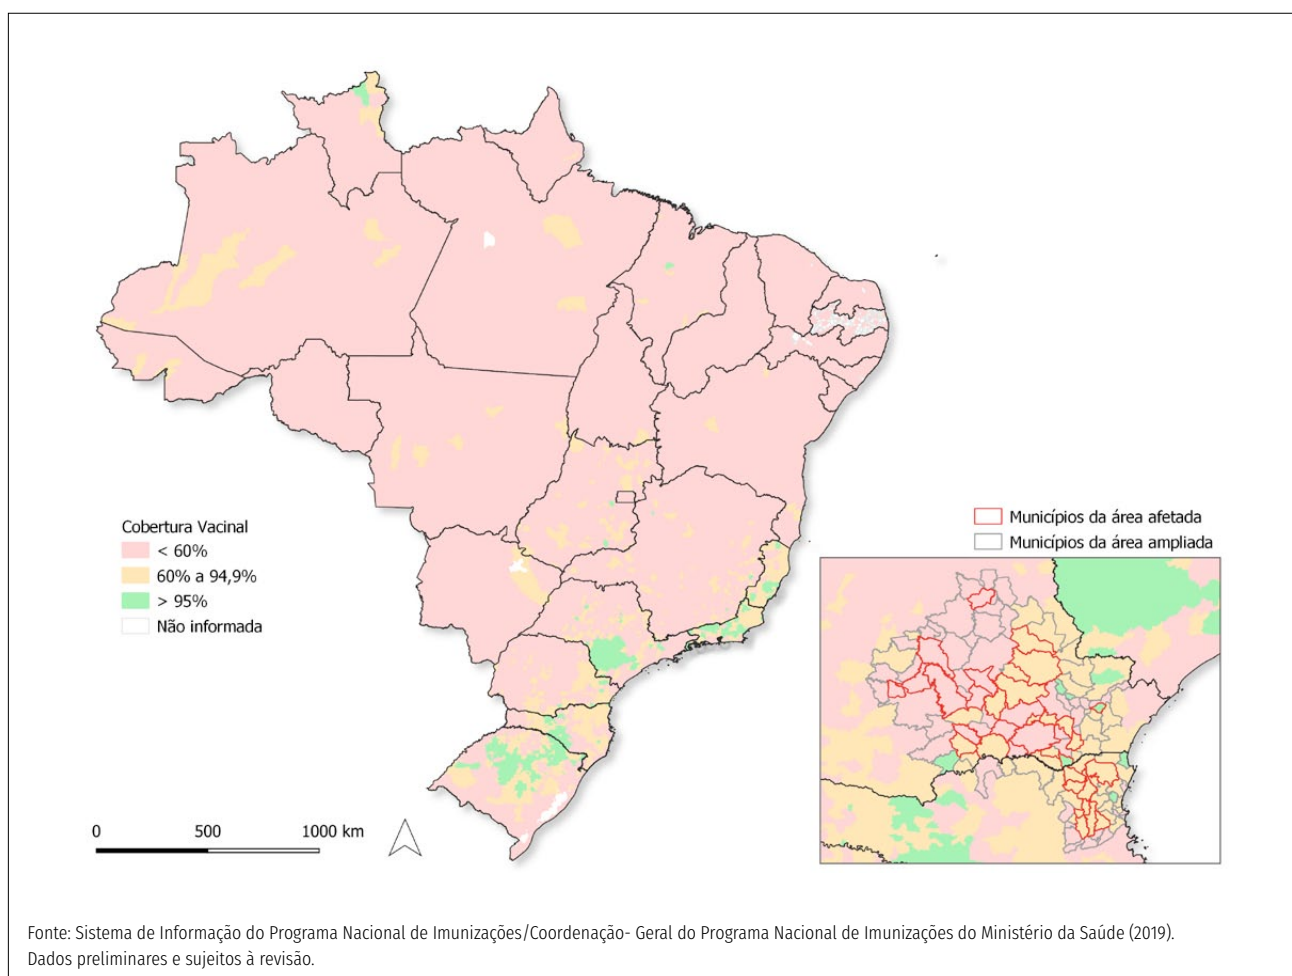 Cobertura Vacinal
< 60%
60% a 94,9%
> 95%
Não informada
0 500 1000 km
Municípios da área afetada
Municípios da área ampliada
Fonte: Sistema de Informação do Programa Nacional de Imunizações/Coordenação- Geral do Programa Nacional de Imunizações do Ministério da Saúde (2019).
Dados preliminares e sujeitos à revisão.